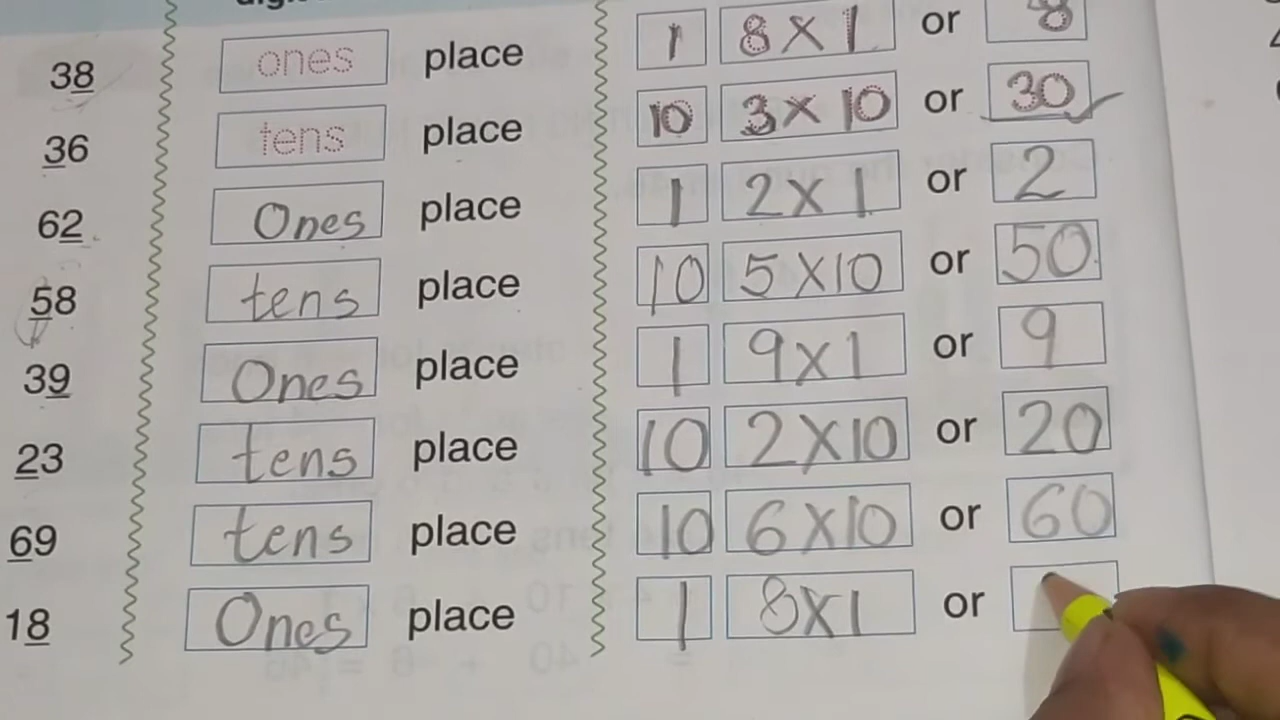 38 ones place 1 8 X 1 or 8
36 tens place 10 3 X 10 or 30
62 Ones place 1 2 X 1 or 2
58 tens place 10 5 X 10 or 50
39 Ones place 1 9 X 1 or 9
23 tens place 10 2 X 10 or 20
69 tens place 10 6 X 10 or 60
18 Ones place 1 8 X 1 or